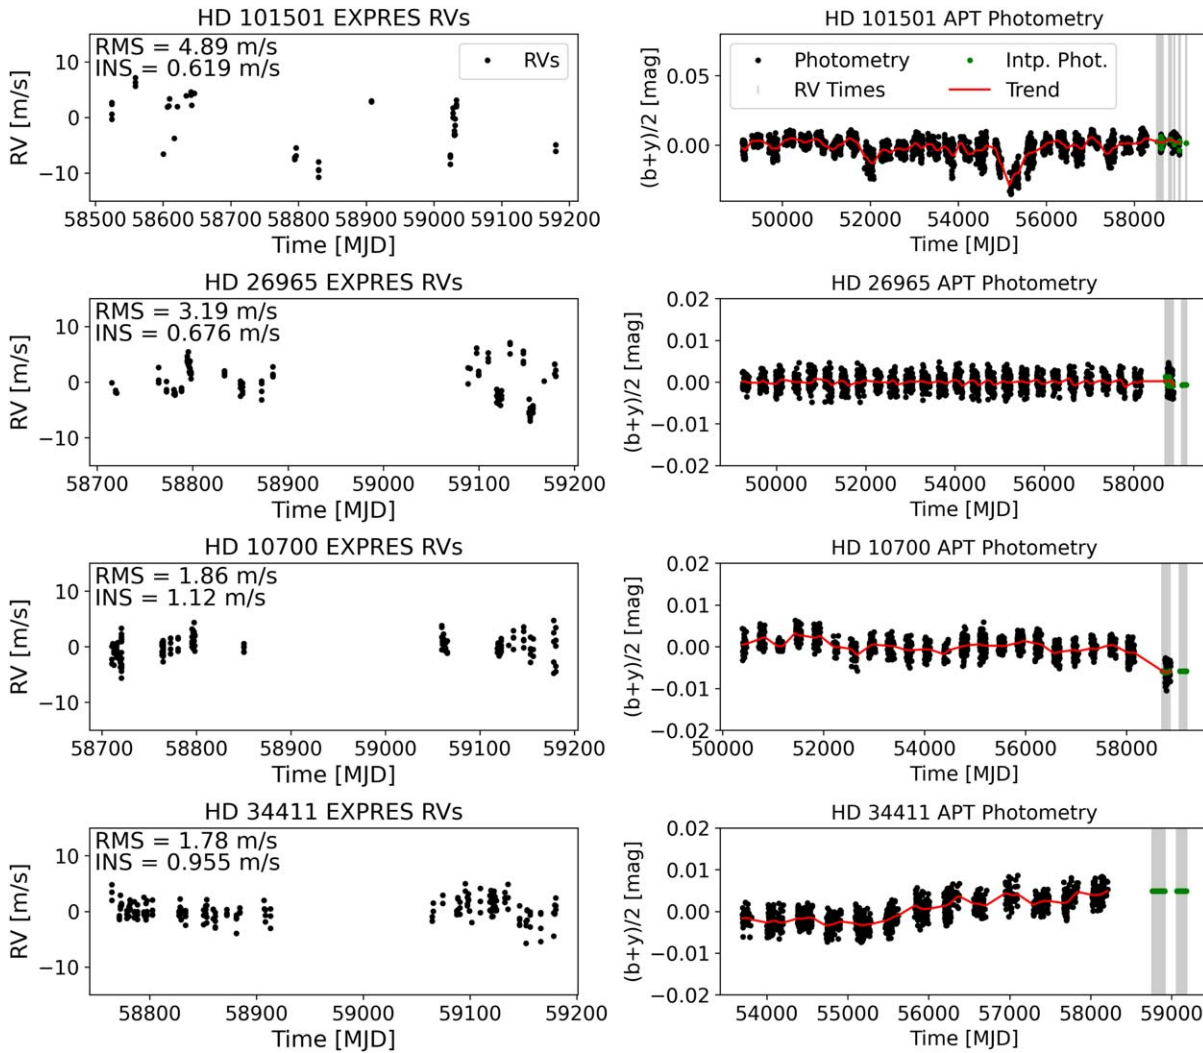 HD 101501 EXPRES RVs
RMS = 4.89 m/s
INS = 0.619 m/s
RVs
RV [m/s]
10
0
−10
58500 58600 58700 58800 58900 59000 59100 59200
Time [MJD]
HD 101501 APT Photometry
Photometry
RV Times
Intp. Phot.
Trend
(b+y)/2 [mag]
0.05
0.00
50000 52000 54000 56000 58000
Time [MJD]
HD 26965 EXPRES RVs
RMS = 3.19 m/s
INS = 0.676 m/s
RV [m/s]
10
0
−10
58700 58800 58900 59000 59100 59200
Time [MJD]
HD 26965 APT Photometry
(b+y)/2 [mag]
0.02
0.01
0.00
−0.01
−0.02
50000 52000 54000 56000 58000
Time [MJD]
HD 10700 EXPRES RVs
RMS = 1.86 m/s
INS = 1.12 m/s
RV [m/s]
10
0
−10
58700 58800 58900 59000 59100 59200
Time [MJD]
HD 10700 APT Photometry
(b+y)/2 [mag]
0.02
0.01
0.00
−0.01
−0.02
50000 52000 54000 56000 58000
Time [MJD]
HD 34411 EXPRES RVs
RMS = 1.78 m/s
INS = 0.955 m/s
RV [m/s]
10
0
−10
58800 58900 59000 59100 59200
Time [MJD]
HD 34411 APT Photometry
(b+y)/2 [mag]
0.02
0.01
0.00
−0.01
−0.02
54000 55000 56000 57000 58000 59000
Time [MJD]